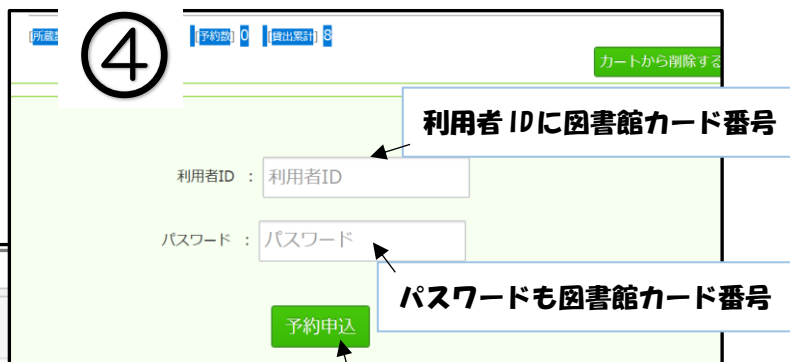 ④
[所蔵 [予約数] 0 [貸出累計] 8
カートから削除する
利用者IDに図書館カード番号
利用者ID : 利用者ID
パスワード : パスワード
パスワードも図書館カード番号
予約申込